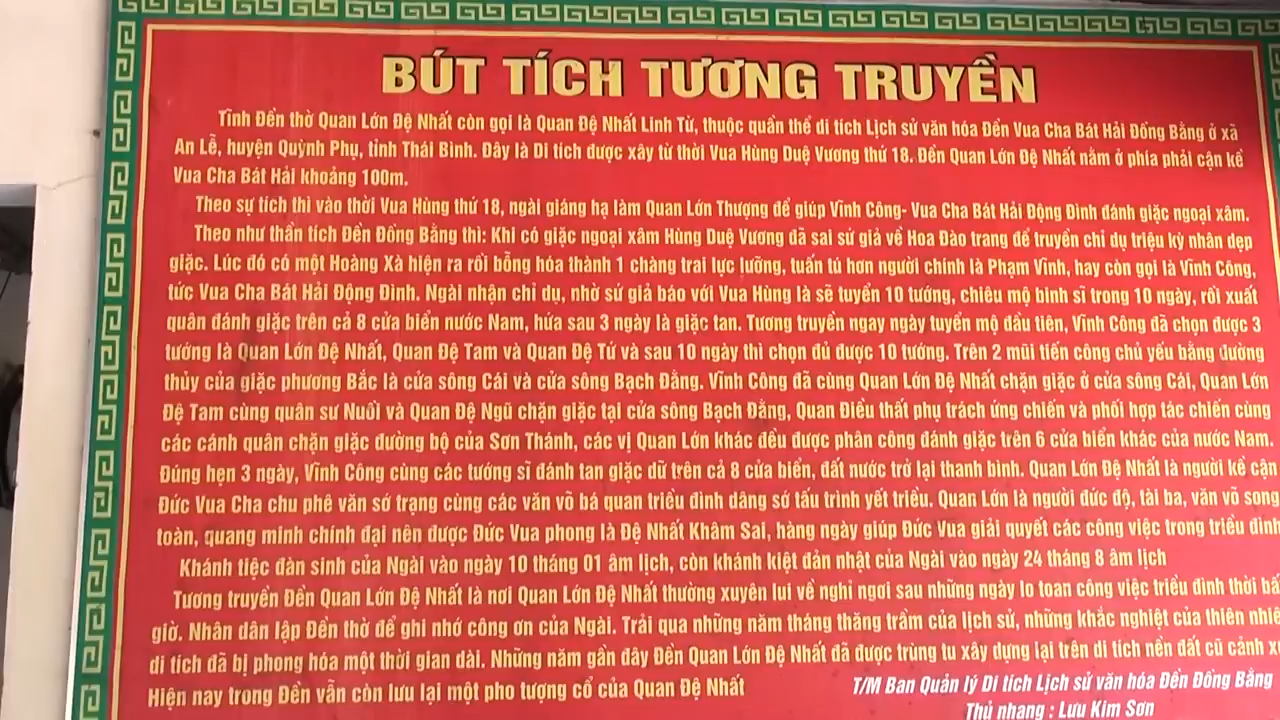 BÚT TÍCH TƯƠNG TRUYỀN
Tĩnh Đền thờ Quan Lớn Đệ Nhất còn gọi là Quan Đệ Nhất Linh Từ, thuộc quần thể di tích Lịch sử văn hóa Đền Vua Cha Bát Hải Đồng Bằng ở xã
An Lễ, huyện Quỳnh Phụ, tỉnh Thái Bình. Đây là Di tích được xây từ thời Vua Hùng Duệ Vương thứ 18. Đền Quan Lớn Đệ Nhất nằm ở phía phải cận kề
Vua Cha Bát Hải khoảng 100m.
Theo sự tích thì vào thời Vua Hùng thứ 18, ngài giáng hạ làm Quan Lớn Thượng để giúp Vĩnh Công- Vua Cha Bát Hải Động Đình đánh giặc ngoại xâm.
Theo như thần tích Đền Đồng Bằng thì: Khi có giặc ngoại xâm Hùng Duệ Vương đã sai sứ giả về Hoa Đào trang để truyền chỉ dụ triệu kỳ nhân dẹp
giặc. Lúc đó có một Hoàng Xà hiện ra rồi bỗng hóa thành 1 chàng trai lực lưỡng, tuấn tú hơn người chính là Phạm Vĩnh, hay còn gọi là Vĩnh Công,
tức Vua Cha Bát Hải Động Đình. Ngài nhận chỉ dụ, nhờ sứ giả báo với Vua Hùng là sẽ tuyển 10 tướng, chiêu mộ binh sĩ trong 10 ngày, rồi xuất
quân đánh giặc trên cả 8 cửa biển nước Nam, hứa sau 3 ngày là giặc tan. Tương truyền ngay ngày tuyển mộ đầu tiên, Vĩnh Công đã chọn được 3
tướng là Quan Lớn Đệ Nhất, Quan Đệ Tam và Quan Đệ Tứ và sau 10 ngày thì chọn đủ được 10 tướng. Trên 2 mũi tiến công chủ yếu bằng đường
thủy của giặc phương Bắc là cửa sông Cái và cửa sông Bạch Đằng. Vĩnh Công đã cùng Quan Lớn Đệ Nhất chặn giặc ở cửa sông Cái, Quan Lớn
Đệ Tam cùng quân sư Nuồi và Quan Đệ Ngũ chặn giặc tại cửa sông Bạch Đằng, Quan Điều thất phụ trách ứng chiến và phối hợp tác chiến cùng
các cánh quân chặn giặc đường bộ của Sơn Thánh, các vị Quan Lớn khác đều được phân công đánh giặc trên 6 cửa biển khác của nước Nam.
Đúng hẹn 3 ngày, Vĩnh Công cùng các tướng sĩ đánh tan giặc dữ trên cả 8 cửa biển, đất nước trở lại thanh bình. Quan Lớn Đệ Nhất là người kề cận
Đức Vua Cha chu phê văn sớ trạng cùng các văn võ bá quan triều đình dâng sớ tấu trình yết triều. Quan Lớn là người đức độ, tài ba, văn võ song
toàn, quang minh chính đại nên được Đức Vua phong là Đệ Nhất Khâm Sai, hàng ngày giúp Đức Vua giải quyết các công việc trong triều đình
Khánh tiệc đàn sinh của Ngài vào ngày 10 tháng 01 âm lịch, còn khánh kiệt đản nhật của Ngài vào ngày 24 tháng 8 âm lịch
Tương truyền Đền Quan Lớn Đệ Nhất là nơi Quan Lớn Đệ Nhất thường xuyên lui về nghỉ ngơi sau những ngày lo toan công việc triều đình thời
giờ. Nhân dân lập Đền thờ để ghi nhớ công ơn của Ngài. Trải qua những năm tháng thăng trầm của lịch sử, những khắc nghiệt của thiên
di tích đã bị phong hóa một thời gian dài. Những năm gần đây Đền Quan Lớn Đệ Nhất đã được trùng tu xây dựng lại trên di tích nền đất cũ cảnh
Hiện nay trong Đền vẫn còn lưu lại một pho tượng cổ của Quan Đệ Nhất
T/M Ban Quản lý Di tích Lịch sử văn hóa Đền Đồng Bằng
Thủ nhang : Lưu Kim Sơn